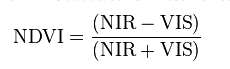 NDVI = (NIR − VIS) / (NIR + VIS)